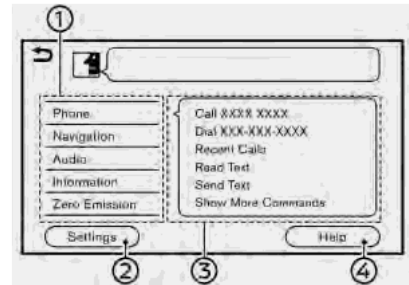 ①
Phone
Navigation
Audio
Information
Zero Emission
Call XXXX XXXX
Dial XXX-XXX-XXXX
Recent Calls
Read Text
Send Text
Show More Commands
Settings
Help
②
③
④